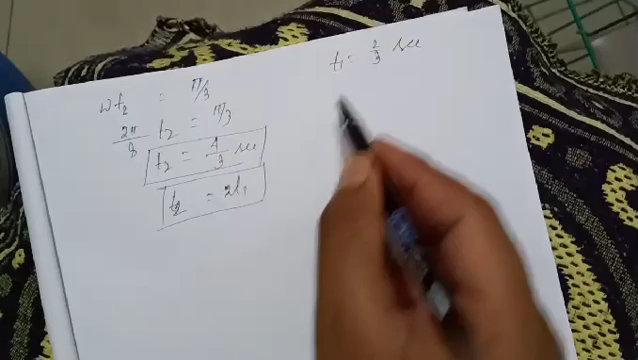 t₁ = 2/3 sec
ωt₂ = π/3
2π/8 t₂ = π/3
t₂ = 4/3 sec
t₂ = 2t₁